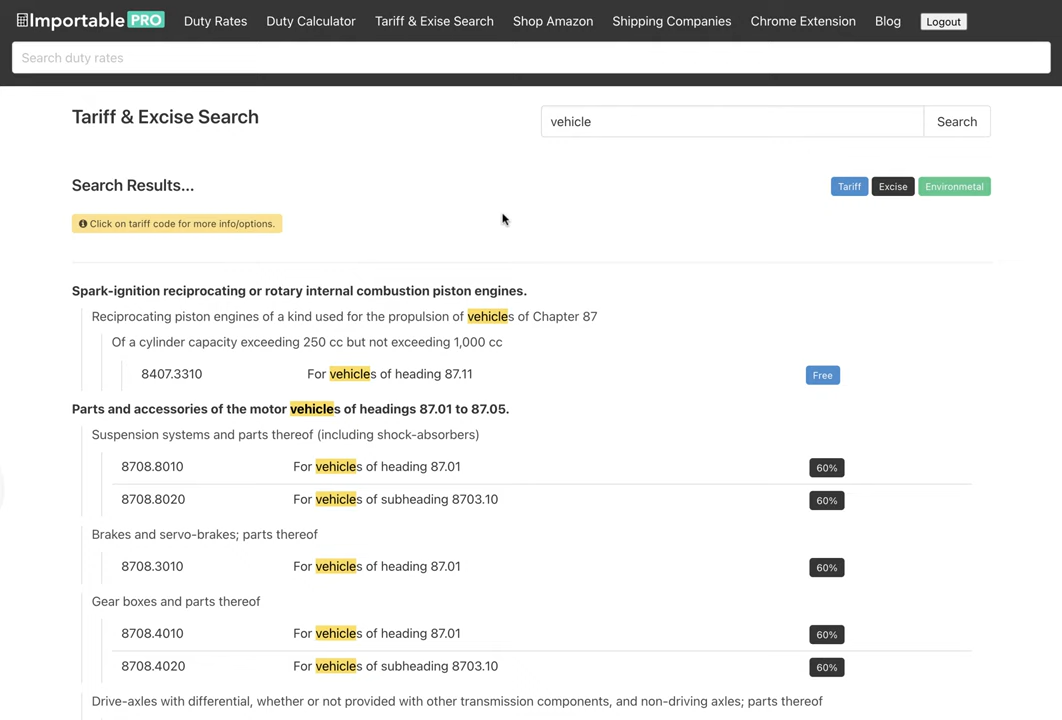 Importable PRO Duty Rates Duty Calculator Tariff & Exise Search Shop Amazon Shipping Companies Chrome Extension Blog Logout
Search duty rates
Tariff & Excise Search
vehicle Search
Search Results...
Tariff Excise Environmetal
Click on tariff code for more info/options.
Spark-ignition reciprocating or rotary internal combustion piston engines.
Reciprocating piston engines of a kind used for the propulsion of vehicles of Chapter 87
Of a cylinder capacity exceeding 250 cc but not exceeding 1,000 cc
8407.3310 For vehicles of heading 87.11 Free
Parts and accessories of the motor vehicles of headings 87.01 to 87.05.
Suspension systems and parts thereof (including shock-absorbers)
8708.8010 For vehicles of heading 87.01 60%
8708.8020 For vehicles of subheading 8703.10 60%
Brakes and servo-brakes; parts thereof
8708.3010 For vehicles of heading 87.01 60%
Gear boxes and parts thereof
8708.4010 For vehicles of heading 87.01 60%
8708.4020 For vehicles of subheading 8703.10 60%
Drive-axles with differential, whether or not provided with other transmission components, and non-driving axles; parts thereof